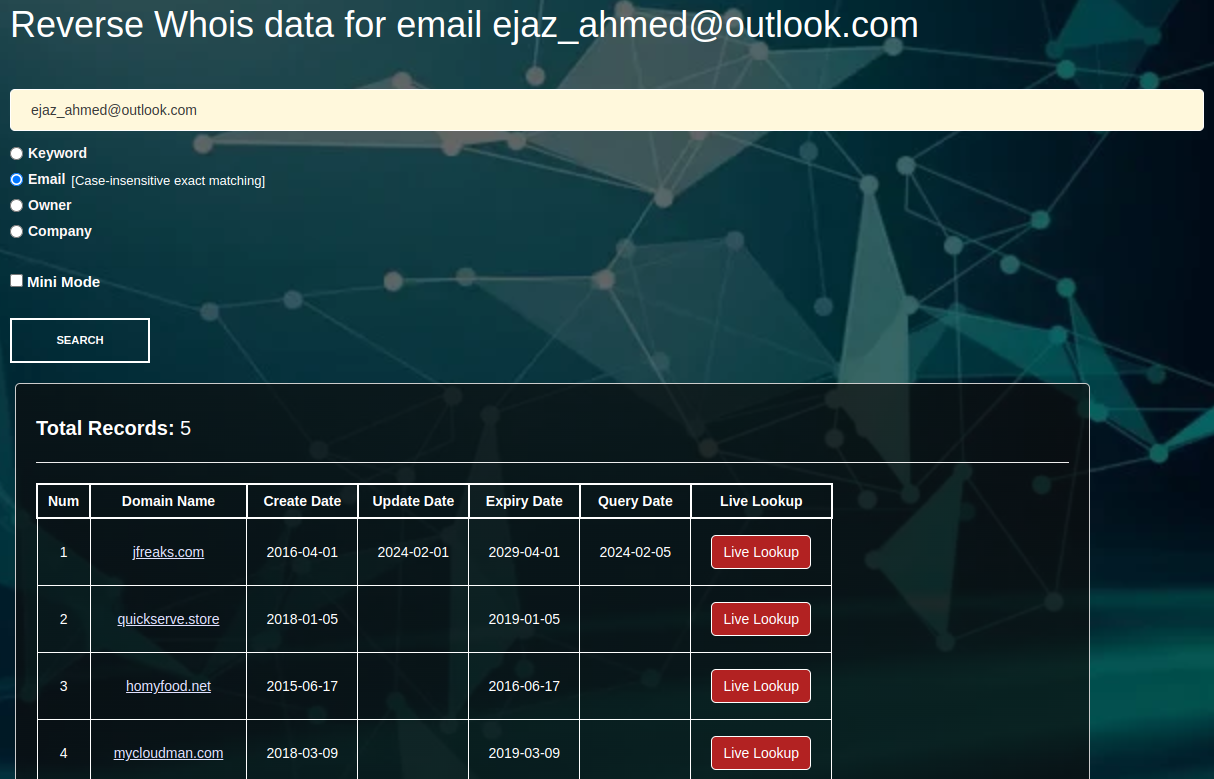 Reverse Whois data for email ejaz_ahmed@outlook.com
ejaz_ahmed@outlook.com
Keyword
Email [Case-insensitive exact matching]
Owner
Company
Mini Mode
SEARCH
Total Records: 5
Num Domain Name Create Date Update Date Expiry Date Query Date Live Lookup
1 jfreaks.com 2016-04-01 2024-02-01 2029-04-01 2024-02-05 Live Lookup
2 quickserve.store 2018-01-05 2019-01-05 Live Lookup
3 homyfood.net 2015-06-17 2016-06-17 Live Lookup
4 mycloudman.com 2018-03-09 2019-03-09 Live Lookup